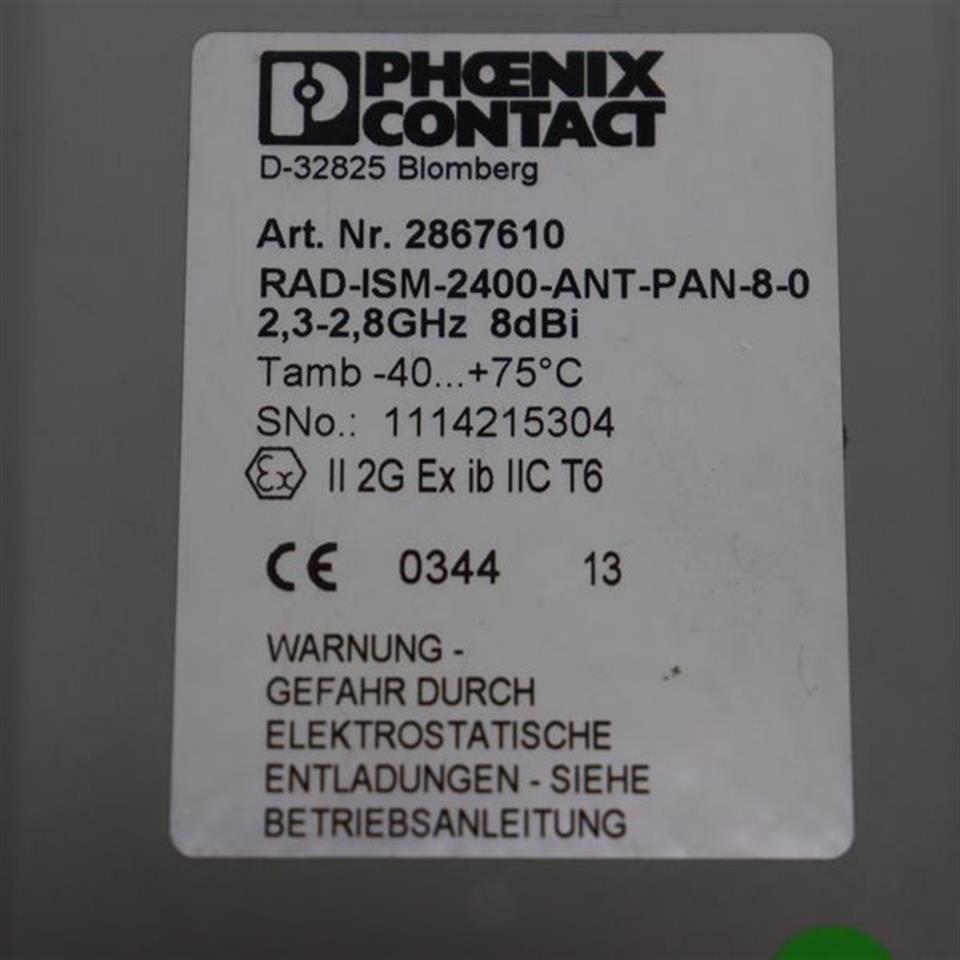 PHŒNIX
CONTACT
D-32825 Blomberg
Art. Nr. 2867610
RAD-ISM-2400-ANT-PAN-8-0
2,3-2,8GHz 8dBi
Tamb -40...+75°C
SNo.: 1114215304
Ex II 2G Ex ib IIC T6
CE 0344 13
WARNUNG -
GEFAHR DURCH
ELEKTROSTATISCHE
ENTLADUNGEN - SIEHE
BETRIEBSANLEITUNG